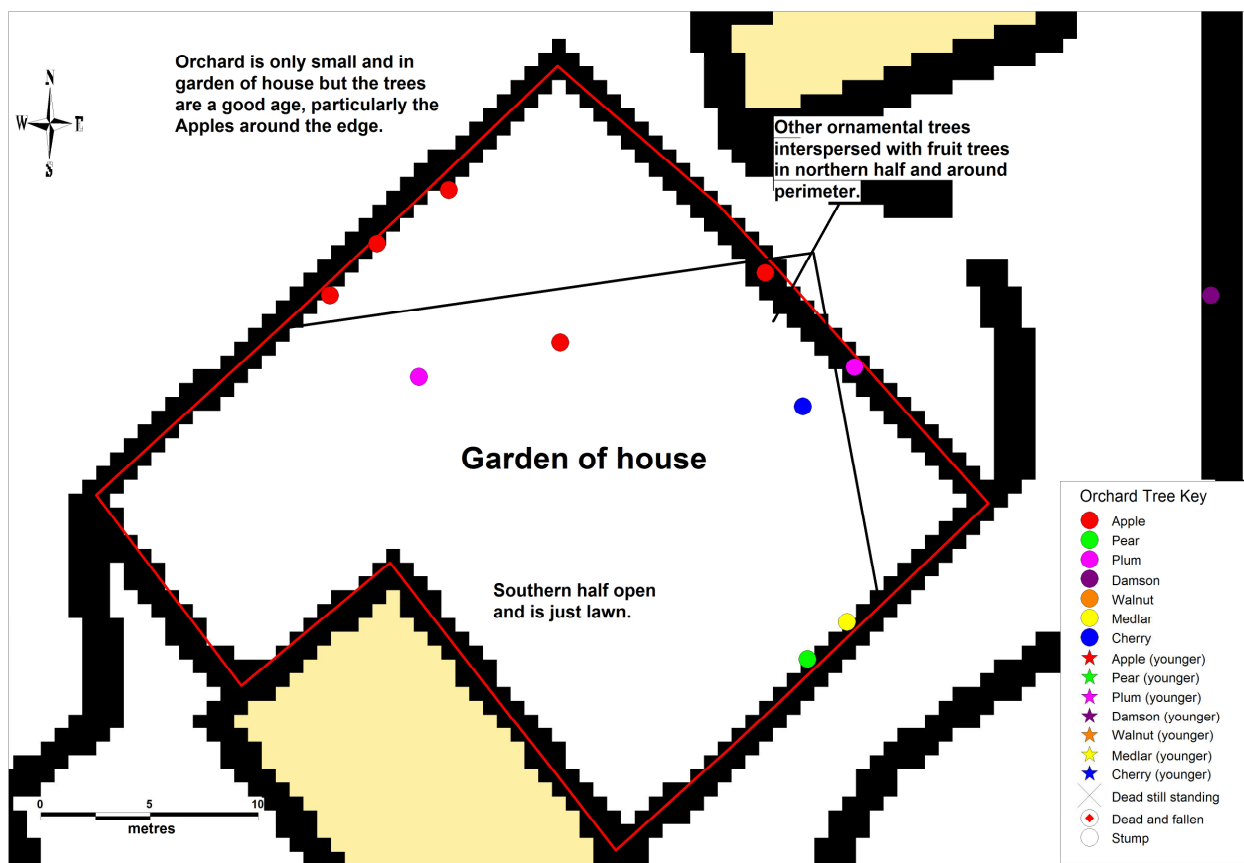 Orchard is only small and in
garden of house but the trees
are a good age, particularly the
Apples around the edge.
N
W E
S
Other ornamental trees
interspersed with fruit trees
in northern half and around
perimeter.
Garden of house
Southern half open
and is just lawn.
Orchard Tree Key
Apple
Pear
Plum
Damson
Walnut
Medlar
Cherry
Apple (younger)
Pear (younger)
Plum (younger)
Damson (younger)
Walnut (younger)
Medlar (younger)
Cherry (younger)
Dead still standing
Dead and fallen
Stump
0 5 10
metres